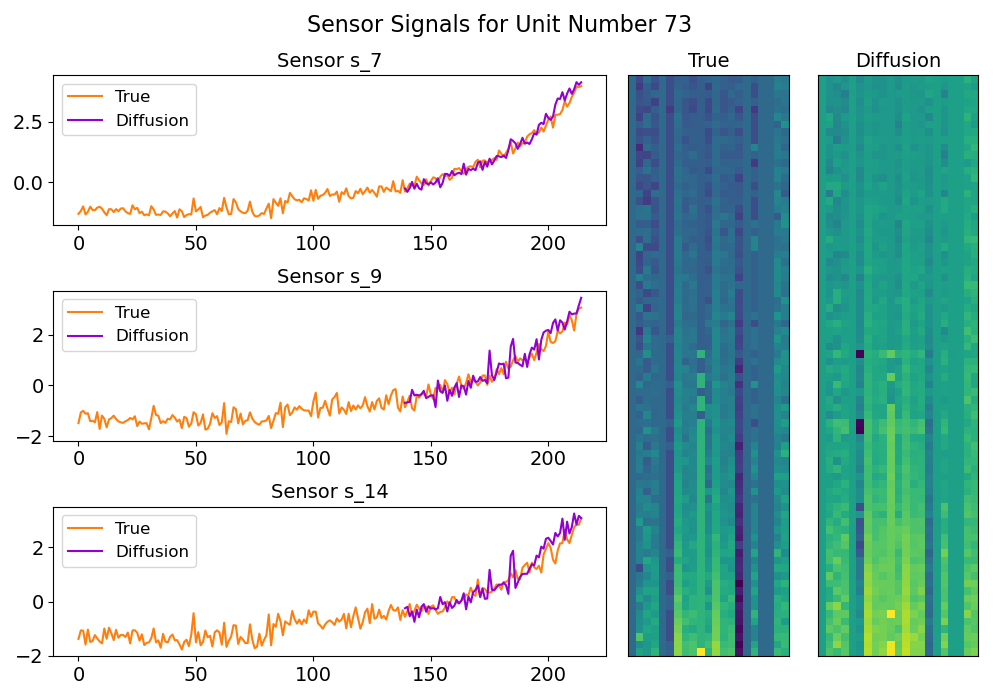 Sensor Signals for Unit Number 73
Sensor s_7
True
Diffusion
2.5
0.0
0 50 100 150 200
Sensor s_9
True
Diffusion
2
0
−2
0 50 100 150 200
Sensor s_14
True
Diffusion
2
0
−2
0 50 100 150 200
True
Diffusion